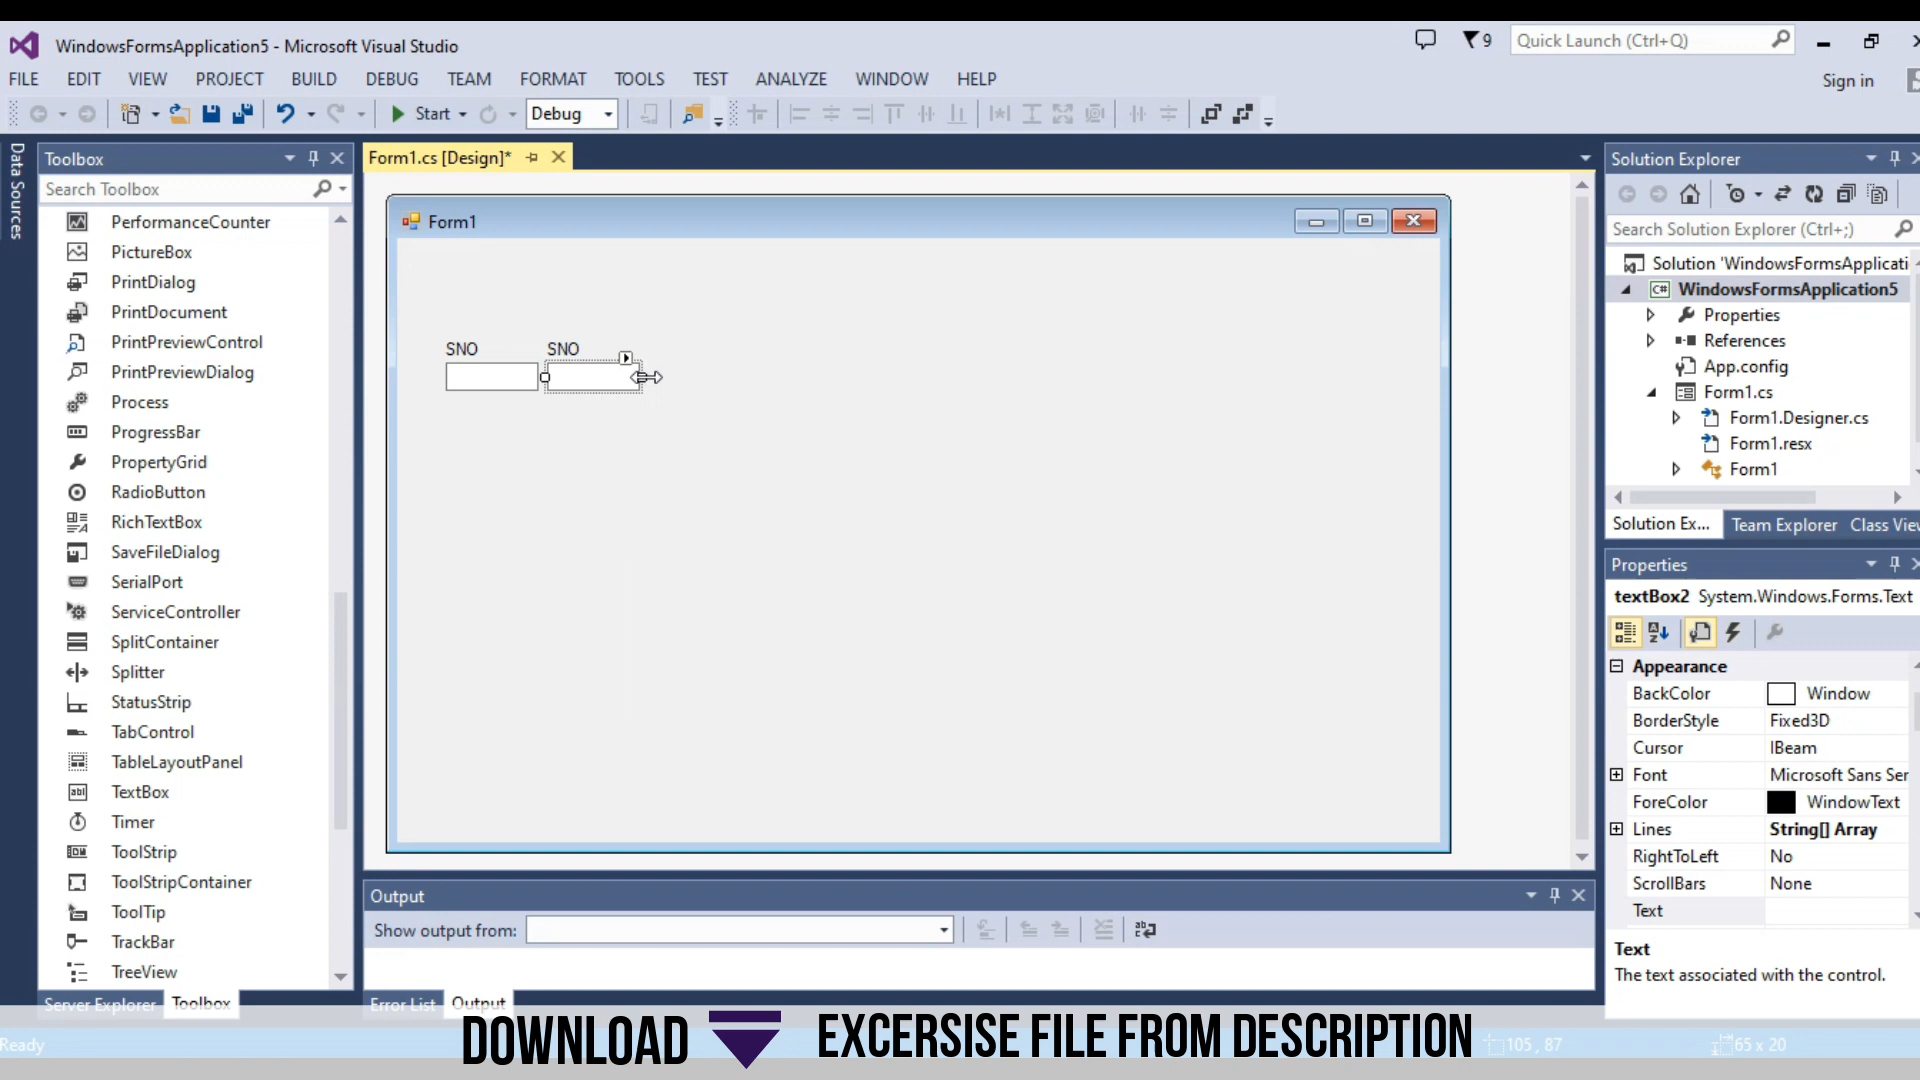 WindowsFormsApplication5 - Microsoft Visual Studio
9
Quick Launch (Ctrl+Q)
FILE EDIT VIEW PROJECT BUILD DEBUG TEAM FORMAT TOOLS TEST ANALYZE WINDOW HELP
Sign in
Start
Debug
Data Sources
Toolbox
Search Toolbox
PerformanceCounter
PictureBox
PrintDialog
PrintDocument
PrintPreviewControl
PrintPreviewDialog
Process
ProgressBar
PropertyGrid
RadioButton
RichTextBox
SaveFileDialog
SerialPort
ServiceController
SplitContainer
Splitter
StatusStrip
TabControl
TableLayoutPanel
TextBox
Timer
ToolStrip
ToolStripContainer
ToolTip
TrackBar
TreeView
Server Explorer Toolbox
Form1.cs [Design]*
Form1
SNO SNO
Output
Show output from:
Error List Output
Solution Explorer
Search Solution Explorer (Ctrl+;)
Solution 'WindowsFormsApplicati
WindowsFormsApplication5
Properties
References
App.config
Form1.cs
Form1.Designer.cs
Form1.resx
Form1
Solution Ex... Team Explorer Class View
Properties
textBox2 System.Windows.Forms.Text
Appearance
BackColor Window
BorderStyle Fixed3D
Cursor IBeam
Font Microsoft Sans Ser
ForeColor WindowText
Lines String[] Array
RightToLeft No
ScrollBars None
Text
Text
The text associated with the control.
DOWNLOAD EXCERSISE FILE FROM DESCRIPTION
Ready
105 , 87
65 x 20